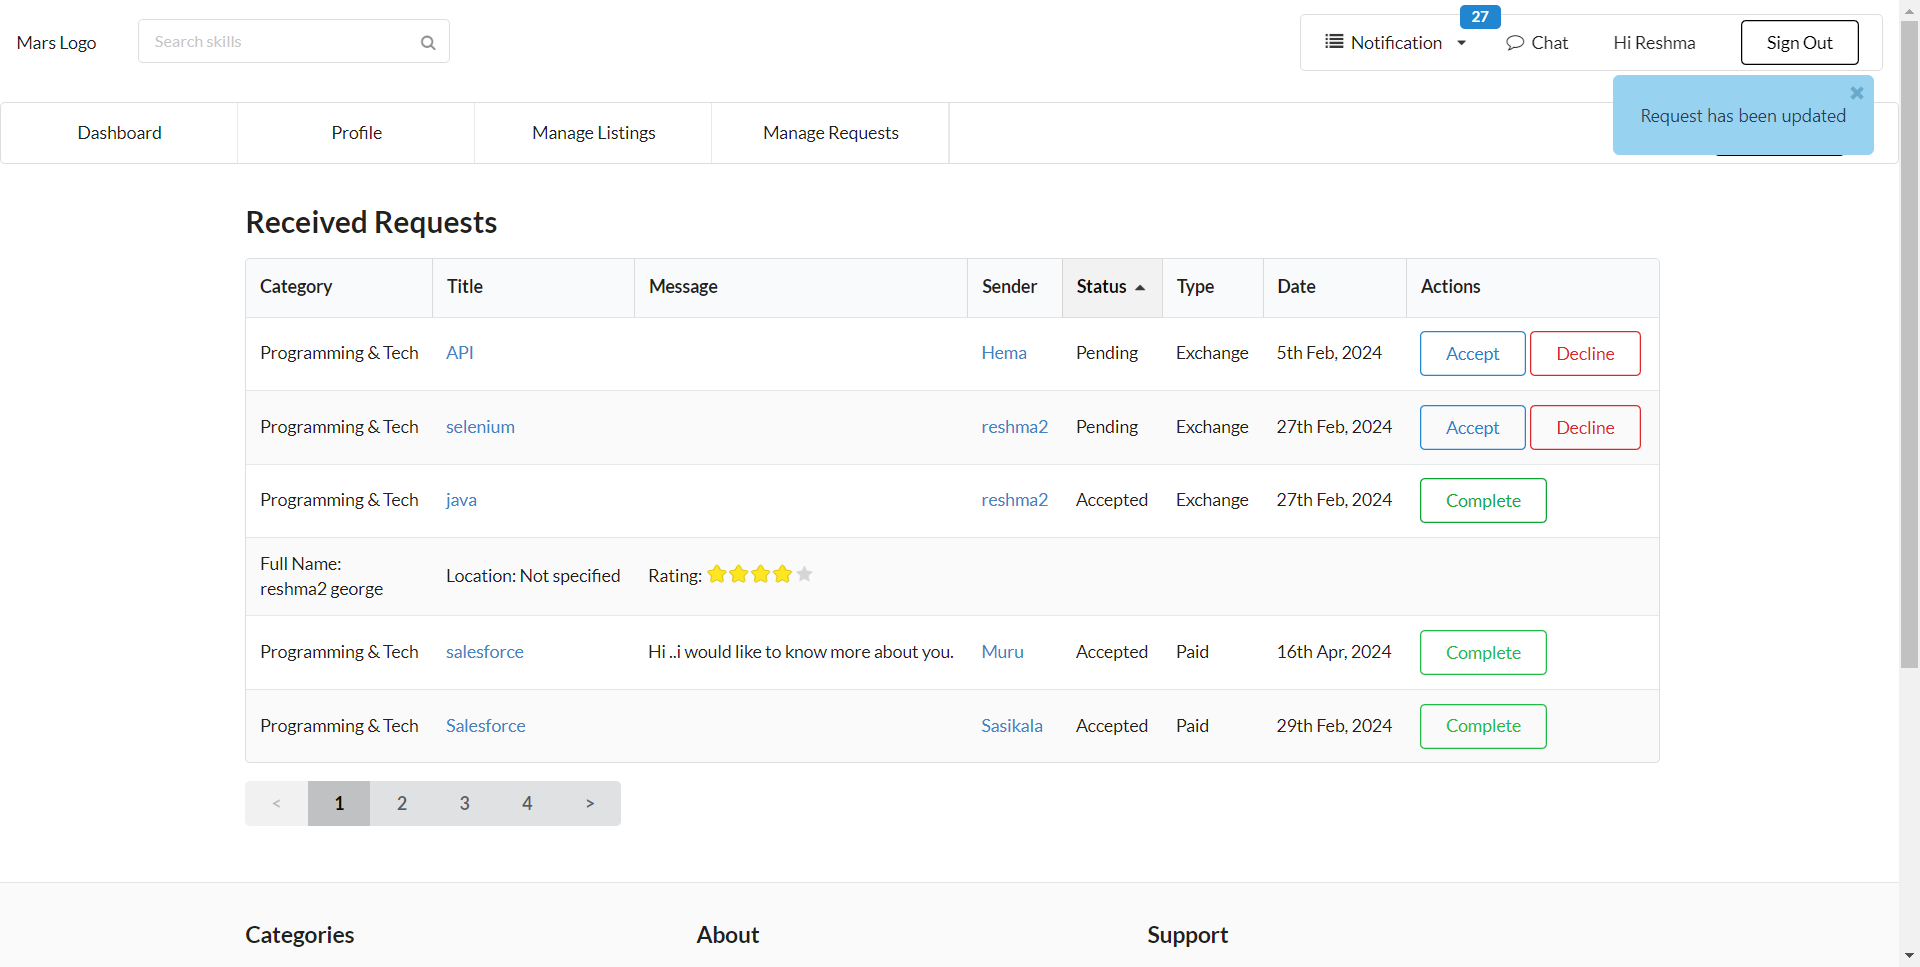 27
Mars Logo Search skills Notification Chat Hi Reshma Sign Out
Request has been updated
Dashboard Profile Manage Listings Manage Requests
Received Requests
Category Title Message Sender Status Type Date Actions
Programming & Tech API Hema Pending Exchange 5th Feb, 2024 Accept Decline
Programming & Tech selenium reshma2 Pending Exchange 27th Feb, 2024 Accept Decline
Programming & Tech java reshma2 Accepted Exchange 27th Feb, 2024 Complete
Full Name:
reshma2 george
Location: Not specified Rating:
Programming & Tech salesforce Hi ..i would like to know more about you. Muru Accepted Paid 16th Apr, 2024 Complete
Programming & Tech Salesforce Sasikala Accepted Paid 29th Feb, 2024 Complete
< 1 2 3 4 >
Categories About Support